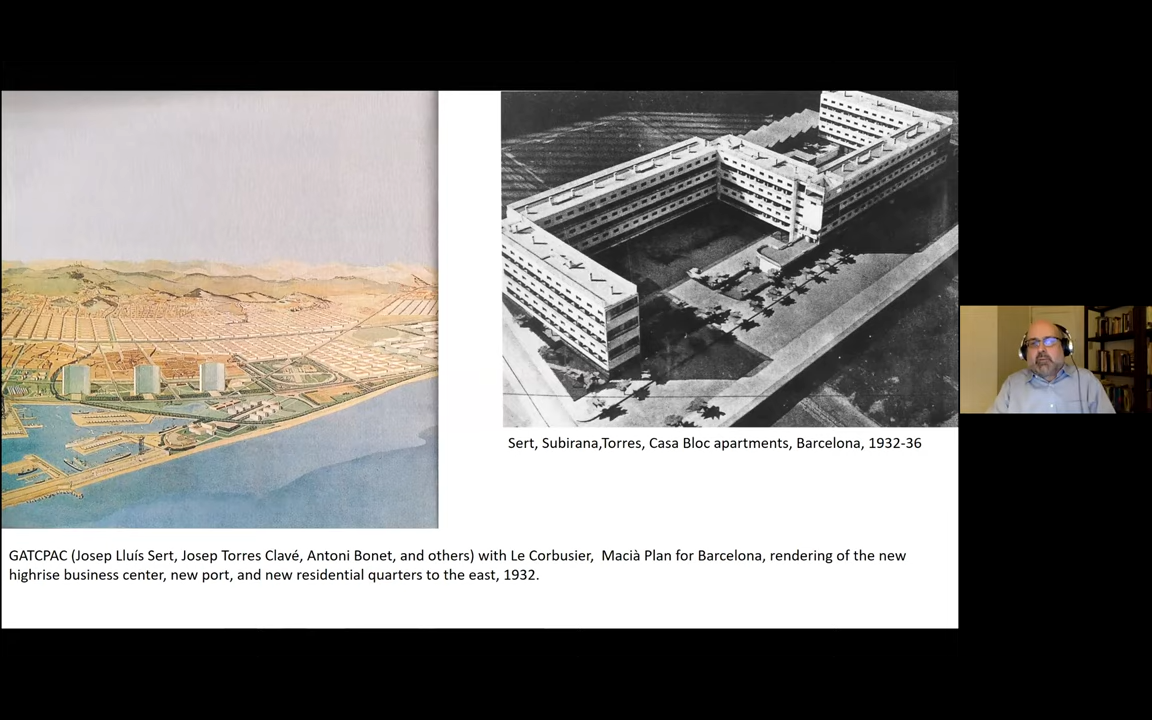 Sert, Subirana,Torres, Casa Bloc apartments, Barcelona, 1932-36
GATCPAC (Josep Lluís Sert, Josep Torres Clavé, Antoni Bonet, and others) with Le Corbusier,  Macià Plan for Barcelona, rendering of the new
highrise business center, new port, and new residential quarters to the east, 1932.